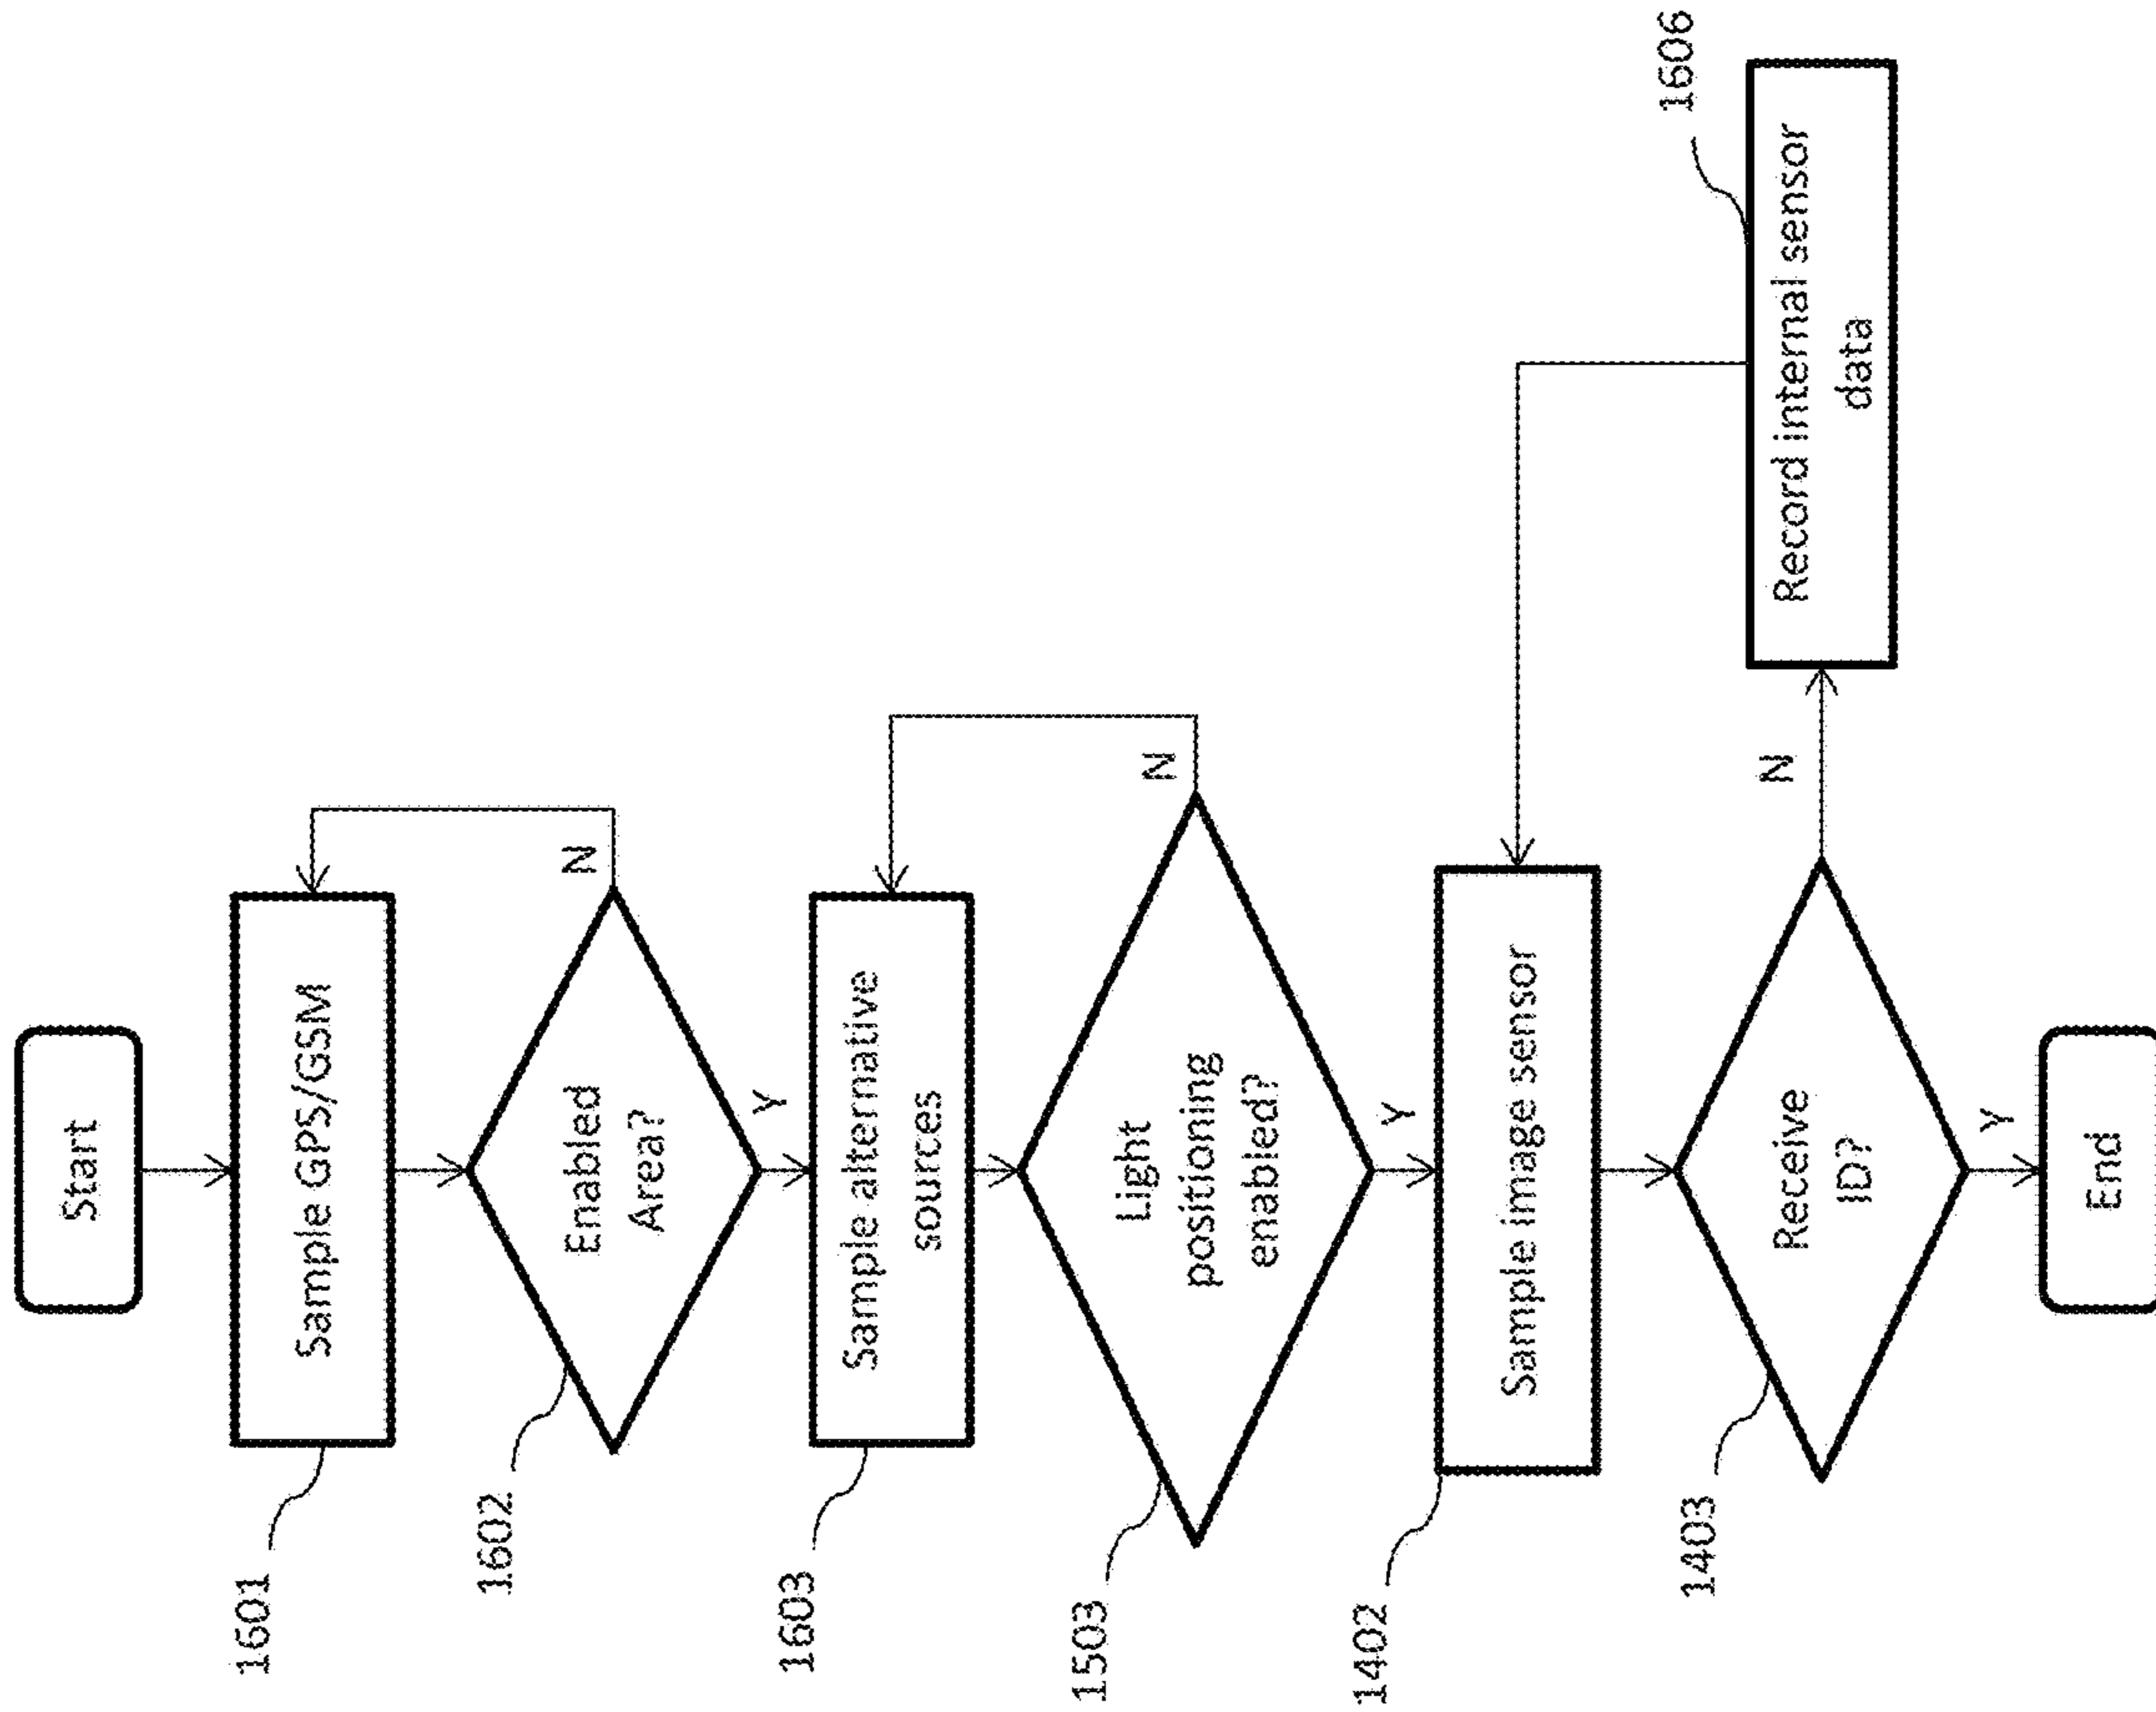 Start
1601
Sample GPS/GSM
1602
Enabled
Area?
N
Y
1603
Sample alternative
sources
1503
Light
positioning
enabled?
N
Y
1402
Sample image sensor
1403
Receive
ID?
N
1606
Record internal sensor
data
Y
End